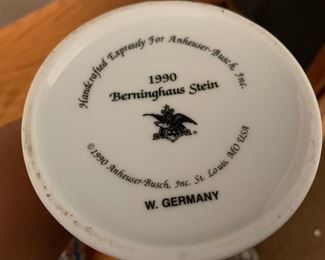 Handcrafted Expressly For Anheuser-Busch, Inc.
1990
Berninghaus Stein
©1990 Anheuser-Busch, Inc. St. Louis, MO USA
W. GERMANY